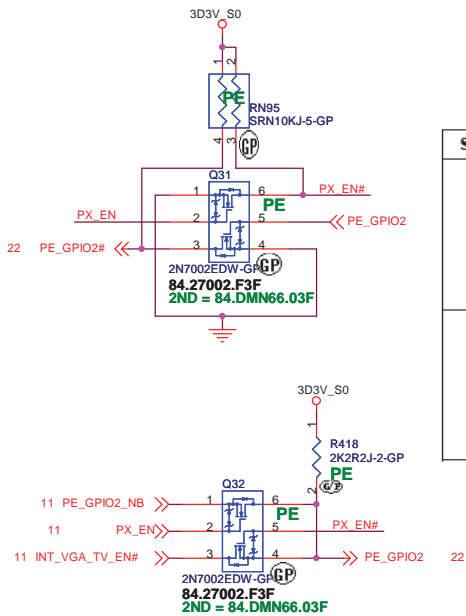 3D3V_S0
1 2
PE
RN95
SRN10KJ-5-GP
4 3
GP
Q31
1 6 PX_EN#
PE
PX_EN 2 5 PE_GPIO2
22 PE_GPIO2# 3 4
2N7002EDW-GP GP
84.27002.F3F
2ND = 84.DMN66.03F
S
3D3V_S0
1
R418
2K2R2J-2-GP
PE
2 G/P
Q32
11 PE_GPIO2_NB 1 6
PE
11 PX_EN 2 5 PX_EN#
11 INT_VGA_TV_EN# 3 4 PE_GPIO2 22
2N7002EDW-GP GP
84.27002.F3F
2ND = 84.DMN66.03F